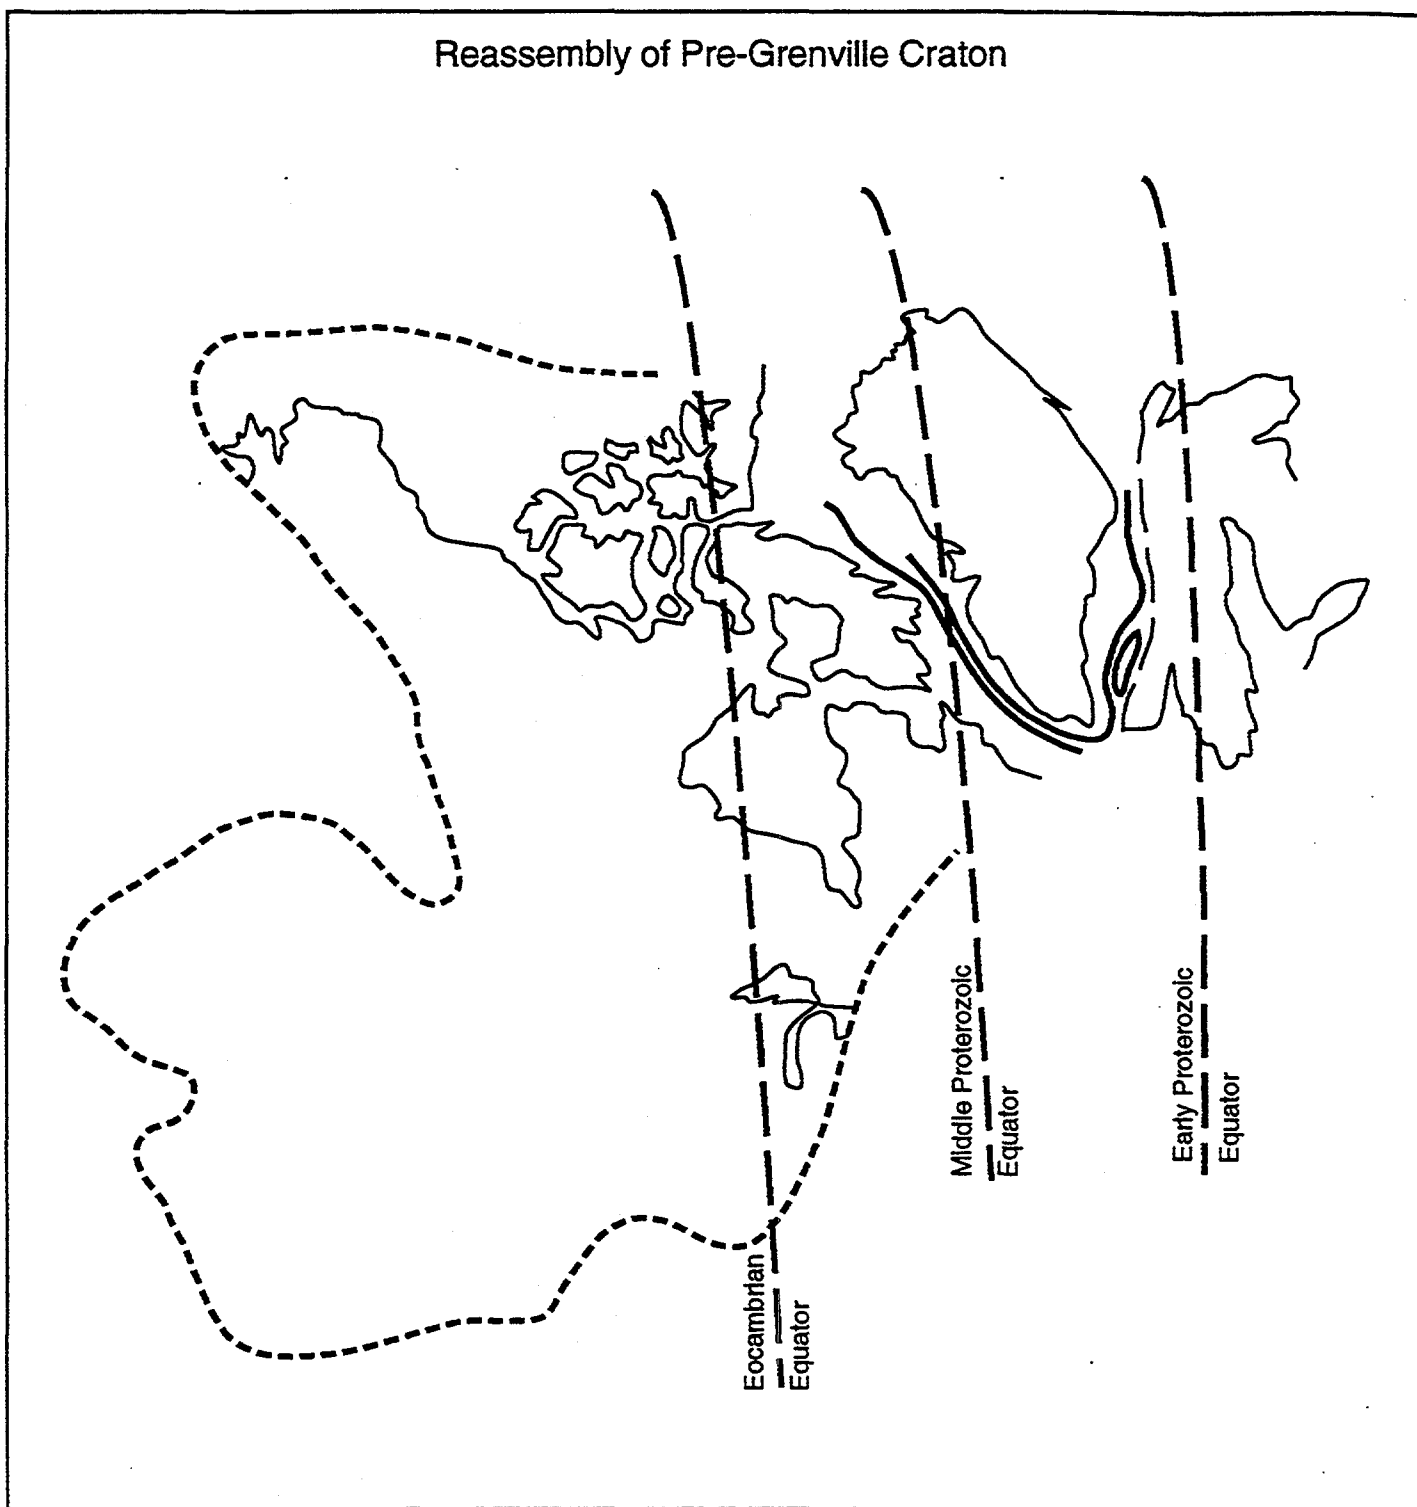 Reassembly of Pre-Grenville Craton
Eocambrian
Equator
Middle Proterozoic
Equator
Early Proterozoic
Equator